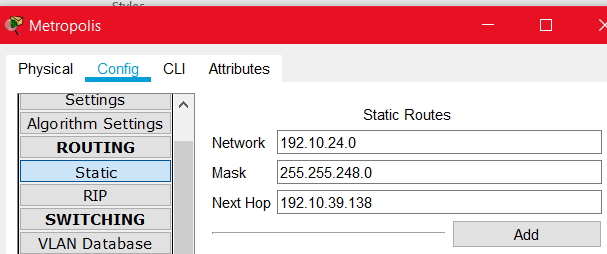 Styles
Metropolis
Physical Config CLI Attributes
Settings
Algorithm Settings
ROUTING
Static
RIP
SWITCHING
VLAN Database
Static Routes
Network 192.10.24.0
Mask 255.255.248.0
Next Hop 192.10.39.138
Add